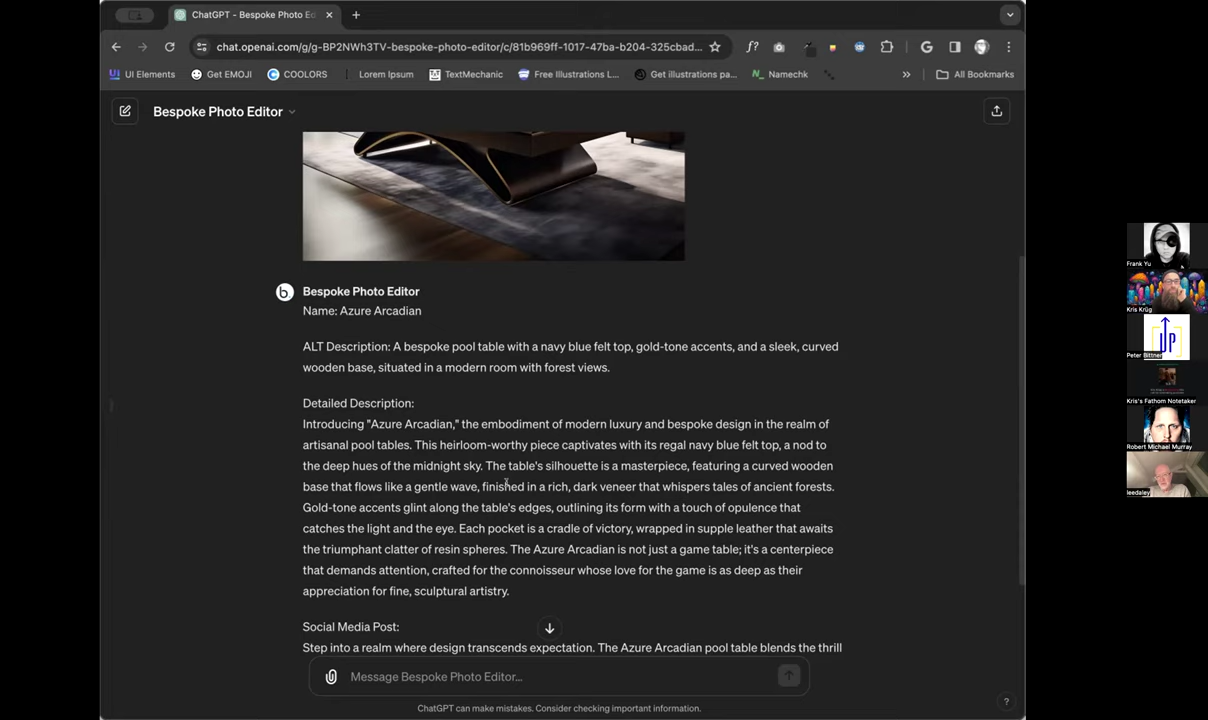 ChatGPT - Bespoke Photo Ed
chat.openai.com/g/g-BP2NWh3TV-bespoke-photo-editor/c/81b969ff-1017-47ba-b204-325cbad...
UI Elements
Get EMOJI
COOLORS
Lorem Ipsum
TextMechanic
Free Illustrations L...
Get illustrations pa...
Namechk
All Bookmarks
Bespoke Photo Editor
Bespoke Photo Editor
Name: Azure Arcadian
ALT Description: A bespoke pool table with a navy blue felt top, gold-tone accents, and a sleek, curved
wooden base, situated in a modern room with forest views.
Detailed Description:
Introducing "Azure Arcadian," the embodiment of modern luxury and bespoke design in the realm of
artisanal pool tables. This heirloom-worthy piece captivates with its regal navy blue felt top, a nod to
the deep hues of the midnight sky. The table's silhouette is a masterpiece, featuring a curved wooden
base that flows like a gentle wave, finished in a rich, dark veneer that whispers tales of ancient forests.
Gold-tone accents glint along the table's edges, outlining its form with a touch of opulence that
catches the light and the eye. Each pocket is a cradle of victory, wrapped in supple leather that awaits
the triumphant clatter of resin spheres. The Azure Arcadian is not just a game table; it's a centerpiece
that demands attention, crafted for the connoisseur whose love for the game is as deep as their
appreciation for fine, sculptural artistry.
Social Media Post:
Step into a realm where design transcends expectation. The Azure Arcadian pool table blends the thrill
Message Bespoke Photo Editor...
ChatGPT can make mistakes. Consider checking important information.
?
Frank Yu
Kris Krüg
UP
Peter Bittner
Kris's Fathom Notetaker
Robert Michael Murray
leedaley